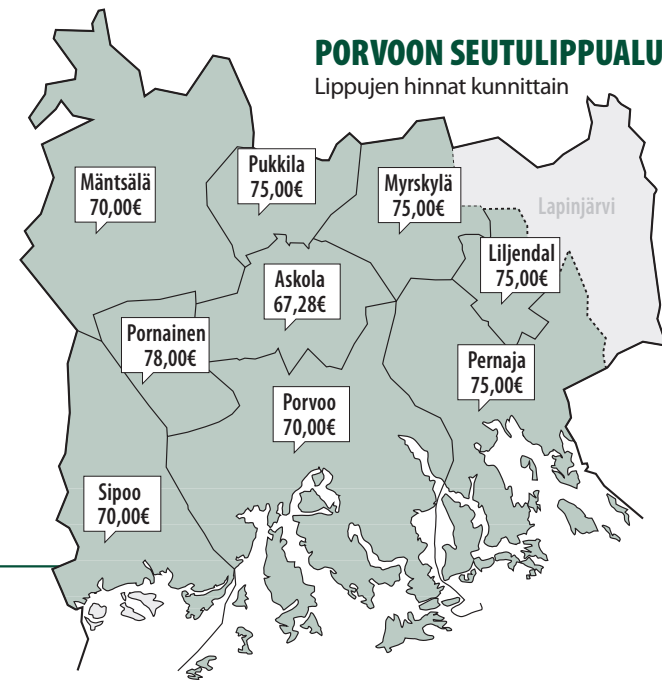 PORVOON SEUTULIPPUALU
Lippujen hinnat kunnittain
Pukkila
75,00€
Mäntsälä
70,00€
Myrskylä
75,00€
Lapinjärvi
Liljendal
75,00€
Askola
67,28€
Pornainen
78,00€
Pernaja
75,00€
Porvoo
70,00€
Sipoo
70,00€